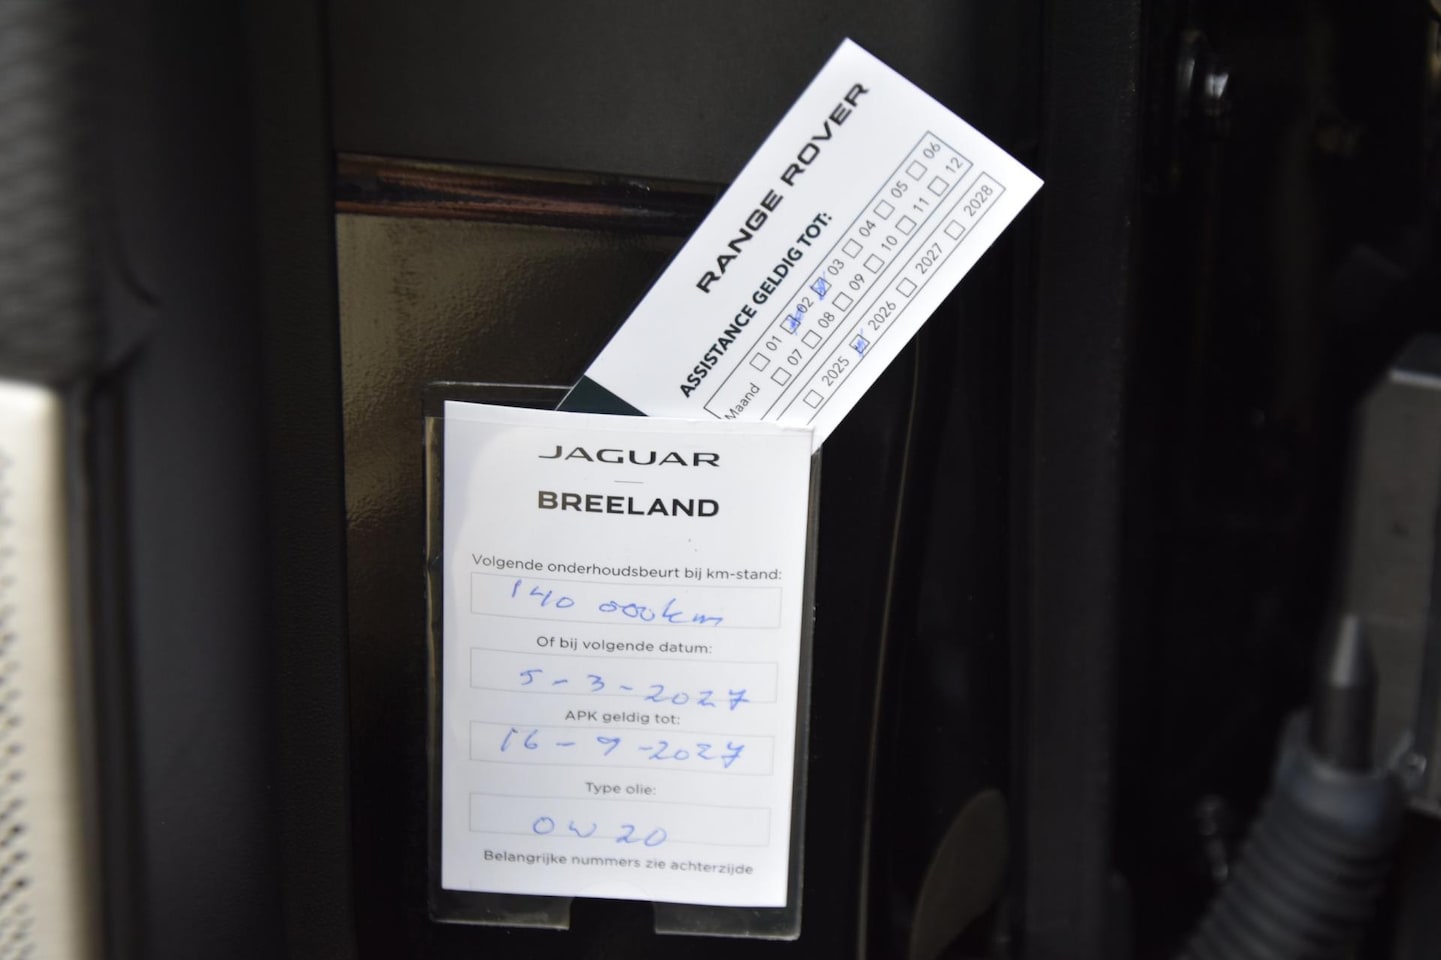 RANGE ROVER
ASSISTANCE GELDIG TOT:
Maand
01 02 03 04 05 06
07 08 09 10 11 12
2025 2026 2027 2028
JAGUAR
BREELAND
Volgende onderhoudsbeurt bij km-stand:
140 000km
Of bij volgende datum:
5-3-2027
APK geldig tot:
16-9-2027
Type olie:
0W20
Belangrijke nummers zie achterzijde